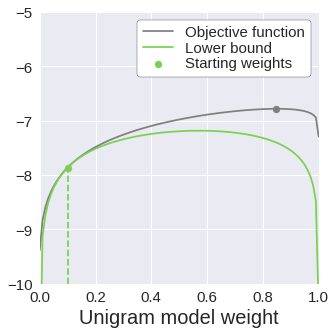 Objective function
Lower bound
Starting weights
−5
−6
−7
−8
−9
−10
0.0 0.2 0.4 0.6 0.8 1.0
Unigram model weight